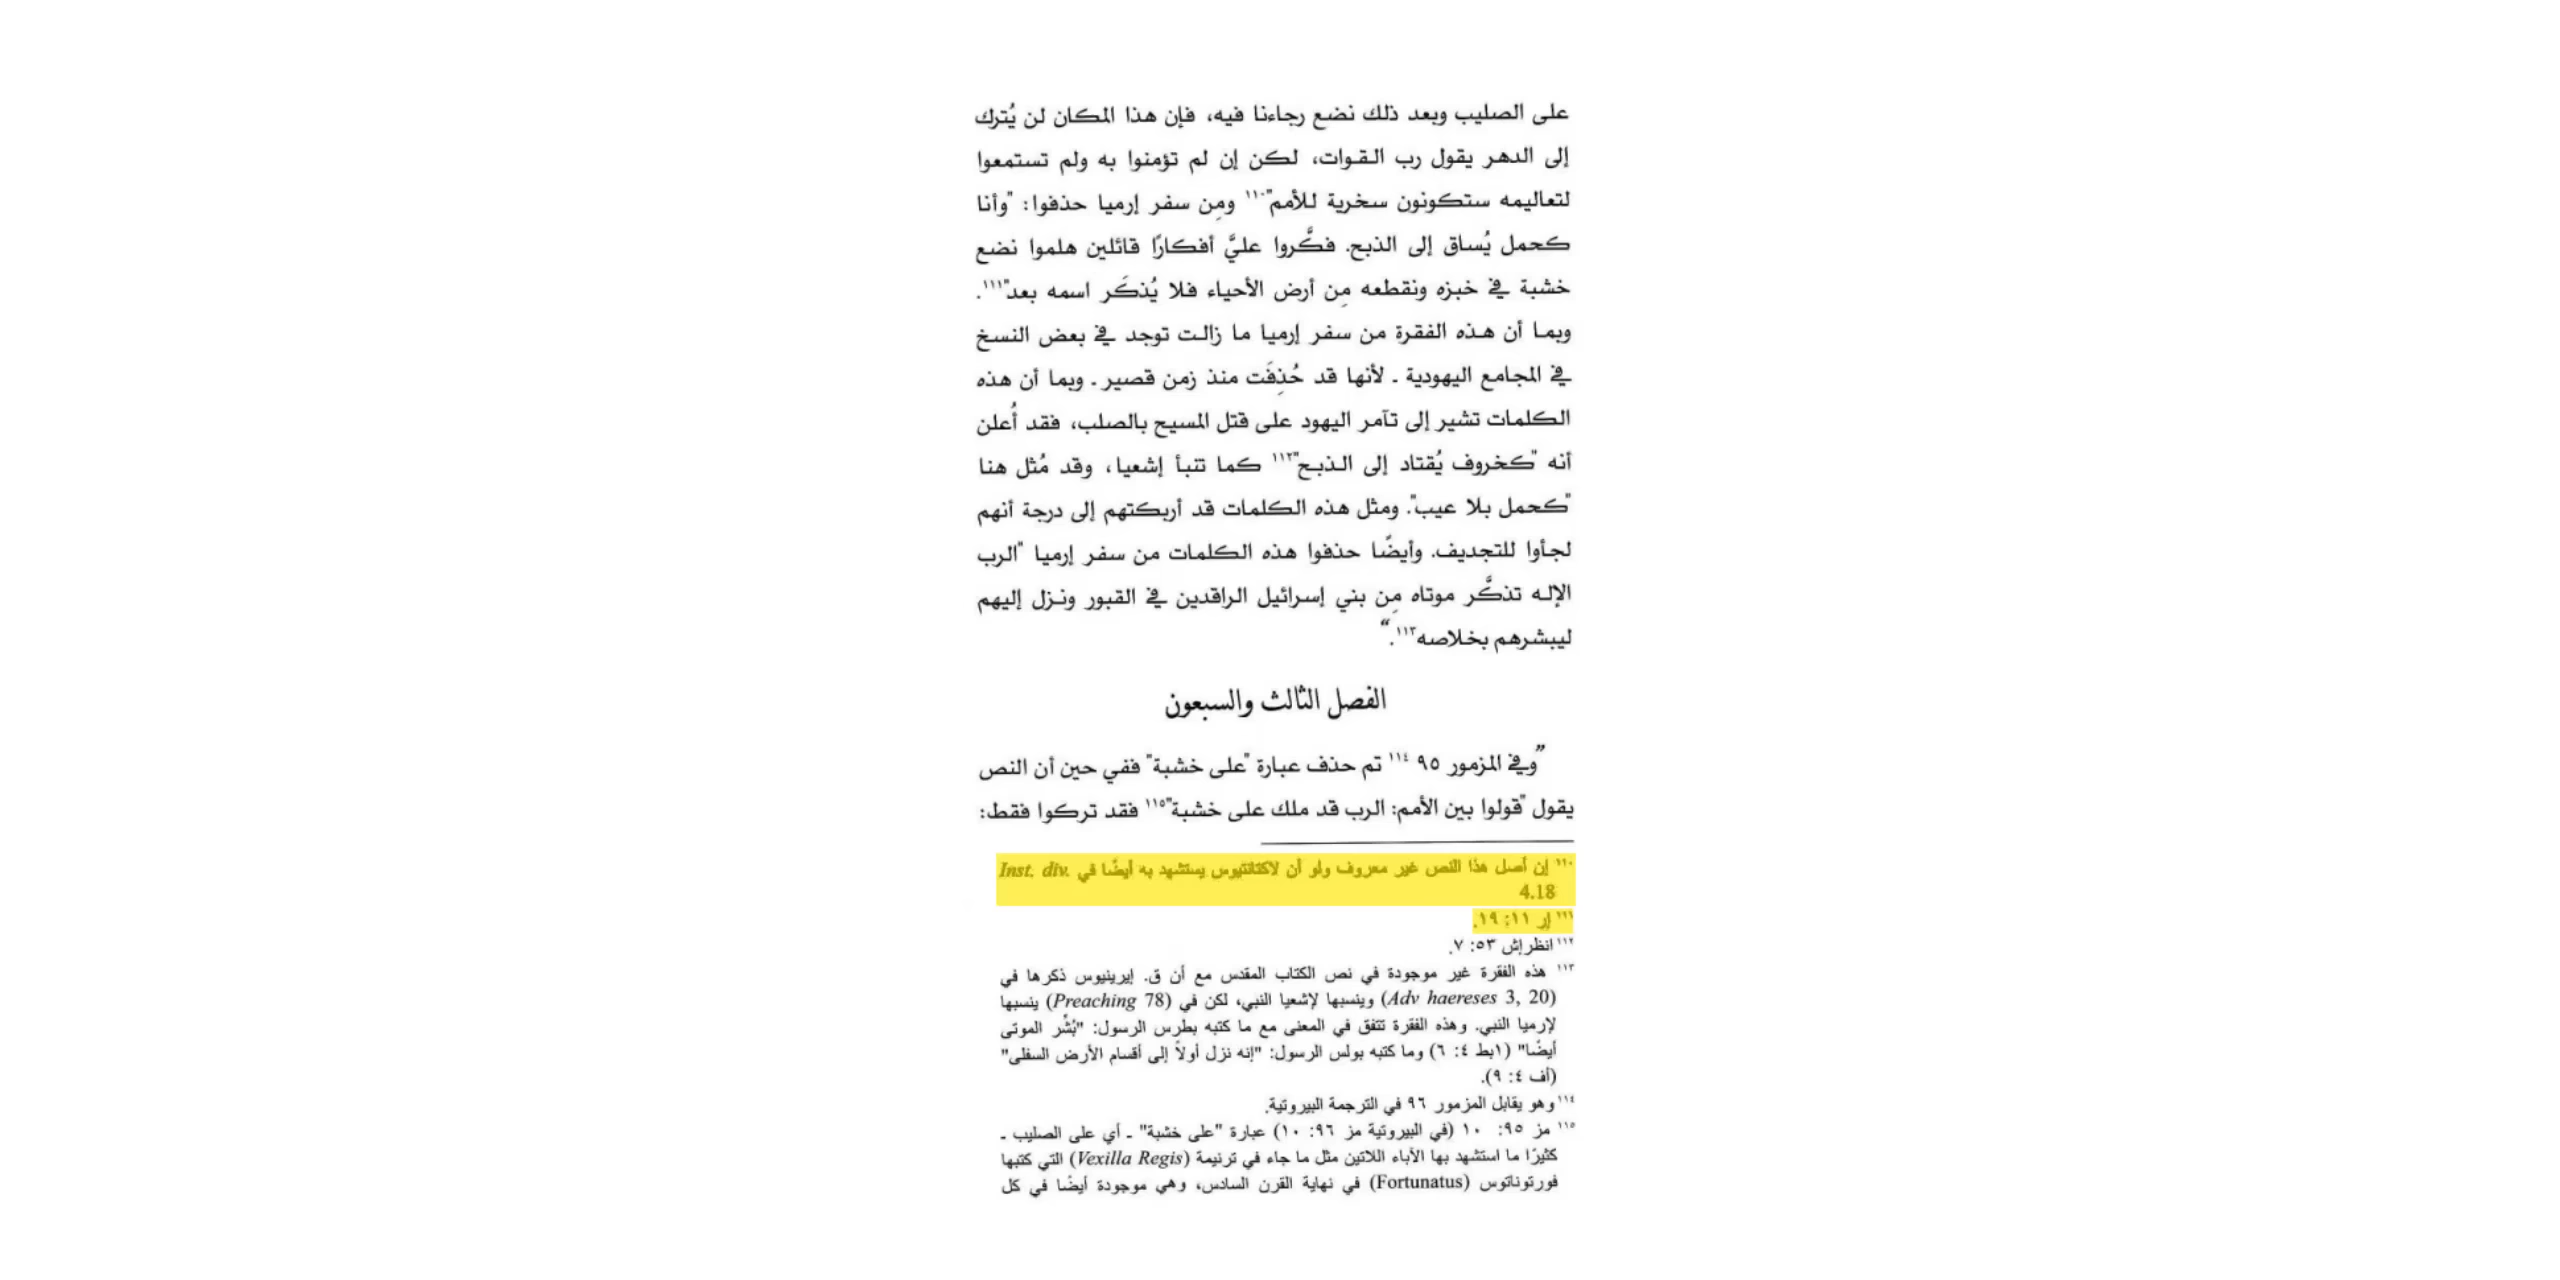 على الصليب وبعد ذلك نضع رجاءنا فيه، فإن هذا المكان لن يُترك
إلى الدهر يقول رب القوات، لكن إن لم تؤمنوا به ولم تستمعوا
لتعاليمه ستكونون سخرية للأمم"١١٠ ومِن سفر إرميا حذفوا: "وأنا
كحمل يُساق إلى الذبح. فكَّروا عليَّ أفكارًا قائلين هلموا نضع
خشبة في خبزه ونقطعه مِن أرض الأحياء فلا يُذكَر اسمه بعد"١١١.
وبما أن هذه الفقرة من سفر إرميا ما زالت توجد في بعض النسخ
في المجامع اليهودية ـ لأنها قد حُذِفَت منذ زمن قصير ـ وبما أن هذه
الكلمات تشير إلى تآمر اليهود على قتل المسيح بالصلب، فقد أُعلن
أنه "كخروف يُقتاد إلى الذبح"١١٢ كما تنبأ إشعيا، وقد مُثل هنا
"كحمل بلا عيب". ومثل هذه الكلمات قد أربكتهم إلى درجة أنهم
لجأوا للتجديف. وأيضًا حذفوا هذه الكلمات من سفر إرميا "الرب
الإله تذكَّر موتاه مِن بني إسرائيل الراقدين في القبور ونزل إليهم
ليبشرهم بخلاصه١١٣."
الفصل الثالث والسبعون
"وفي المزمور ٩٥ ١١٤ تم حذف عبارة "على خشبة" ففي حين أن النص
يقول "قولوا بين الأمم: الرب قد ملك على خشبة"١١٥ فقد تركوا فقط:
١١٠ إن أصل هذا النص غير معروف ولو أن لاكتانتيوس يستشهد به أيضًا في Inst. div.
4.18
١١١ إر ١١: ١٩.
١١٢ انظر إش ٥٣: ٧.
١١٣ هذه الفقرة غير موجودة في نص الكتاب المقدس مع أن ق. إيرينيوس ذكرها في
(Adv haereses 3, 20) وينسبها لإشعيا النبي، لكن في (Preaching 78) ينسبها
لإرميا النبي. وهذه الفقرة تتفق في المعنى مع ما كتبه بطرس الرسول: "بُشِّر الموتى
أيضًا" (١بط ٤: ٦) وما كتبه بولس الرسول: "إنه نزل أولاً إلى أقسام الأرض السفلى"
(أف ٤: ٩).
١١٤ وهو يقابل المزمور ٩٦ في الترجمة البيروتية.
١١٥ مز ٩٥: ١٠ (في البيروتية مز ٩٦: ١٠) عبارة "على خشبة" ـ أي على الصليب ـ
كثيرًا ما استشهد بها الآباء اللاتين مثل ما جاء في ترنيمة (Vexilla Regis) التي كتبها
فورتوناتوس (Fortunatus) في نهاية القرن السادس، وهي موجودة أيضًا في كل